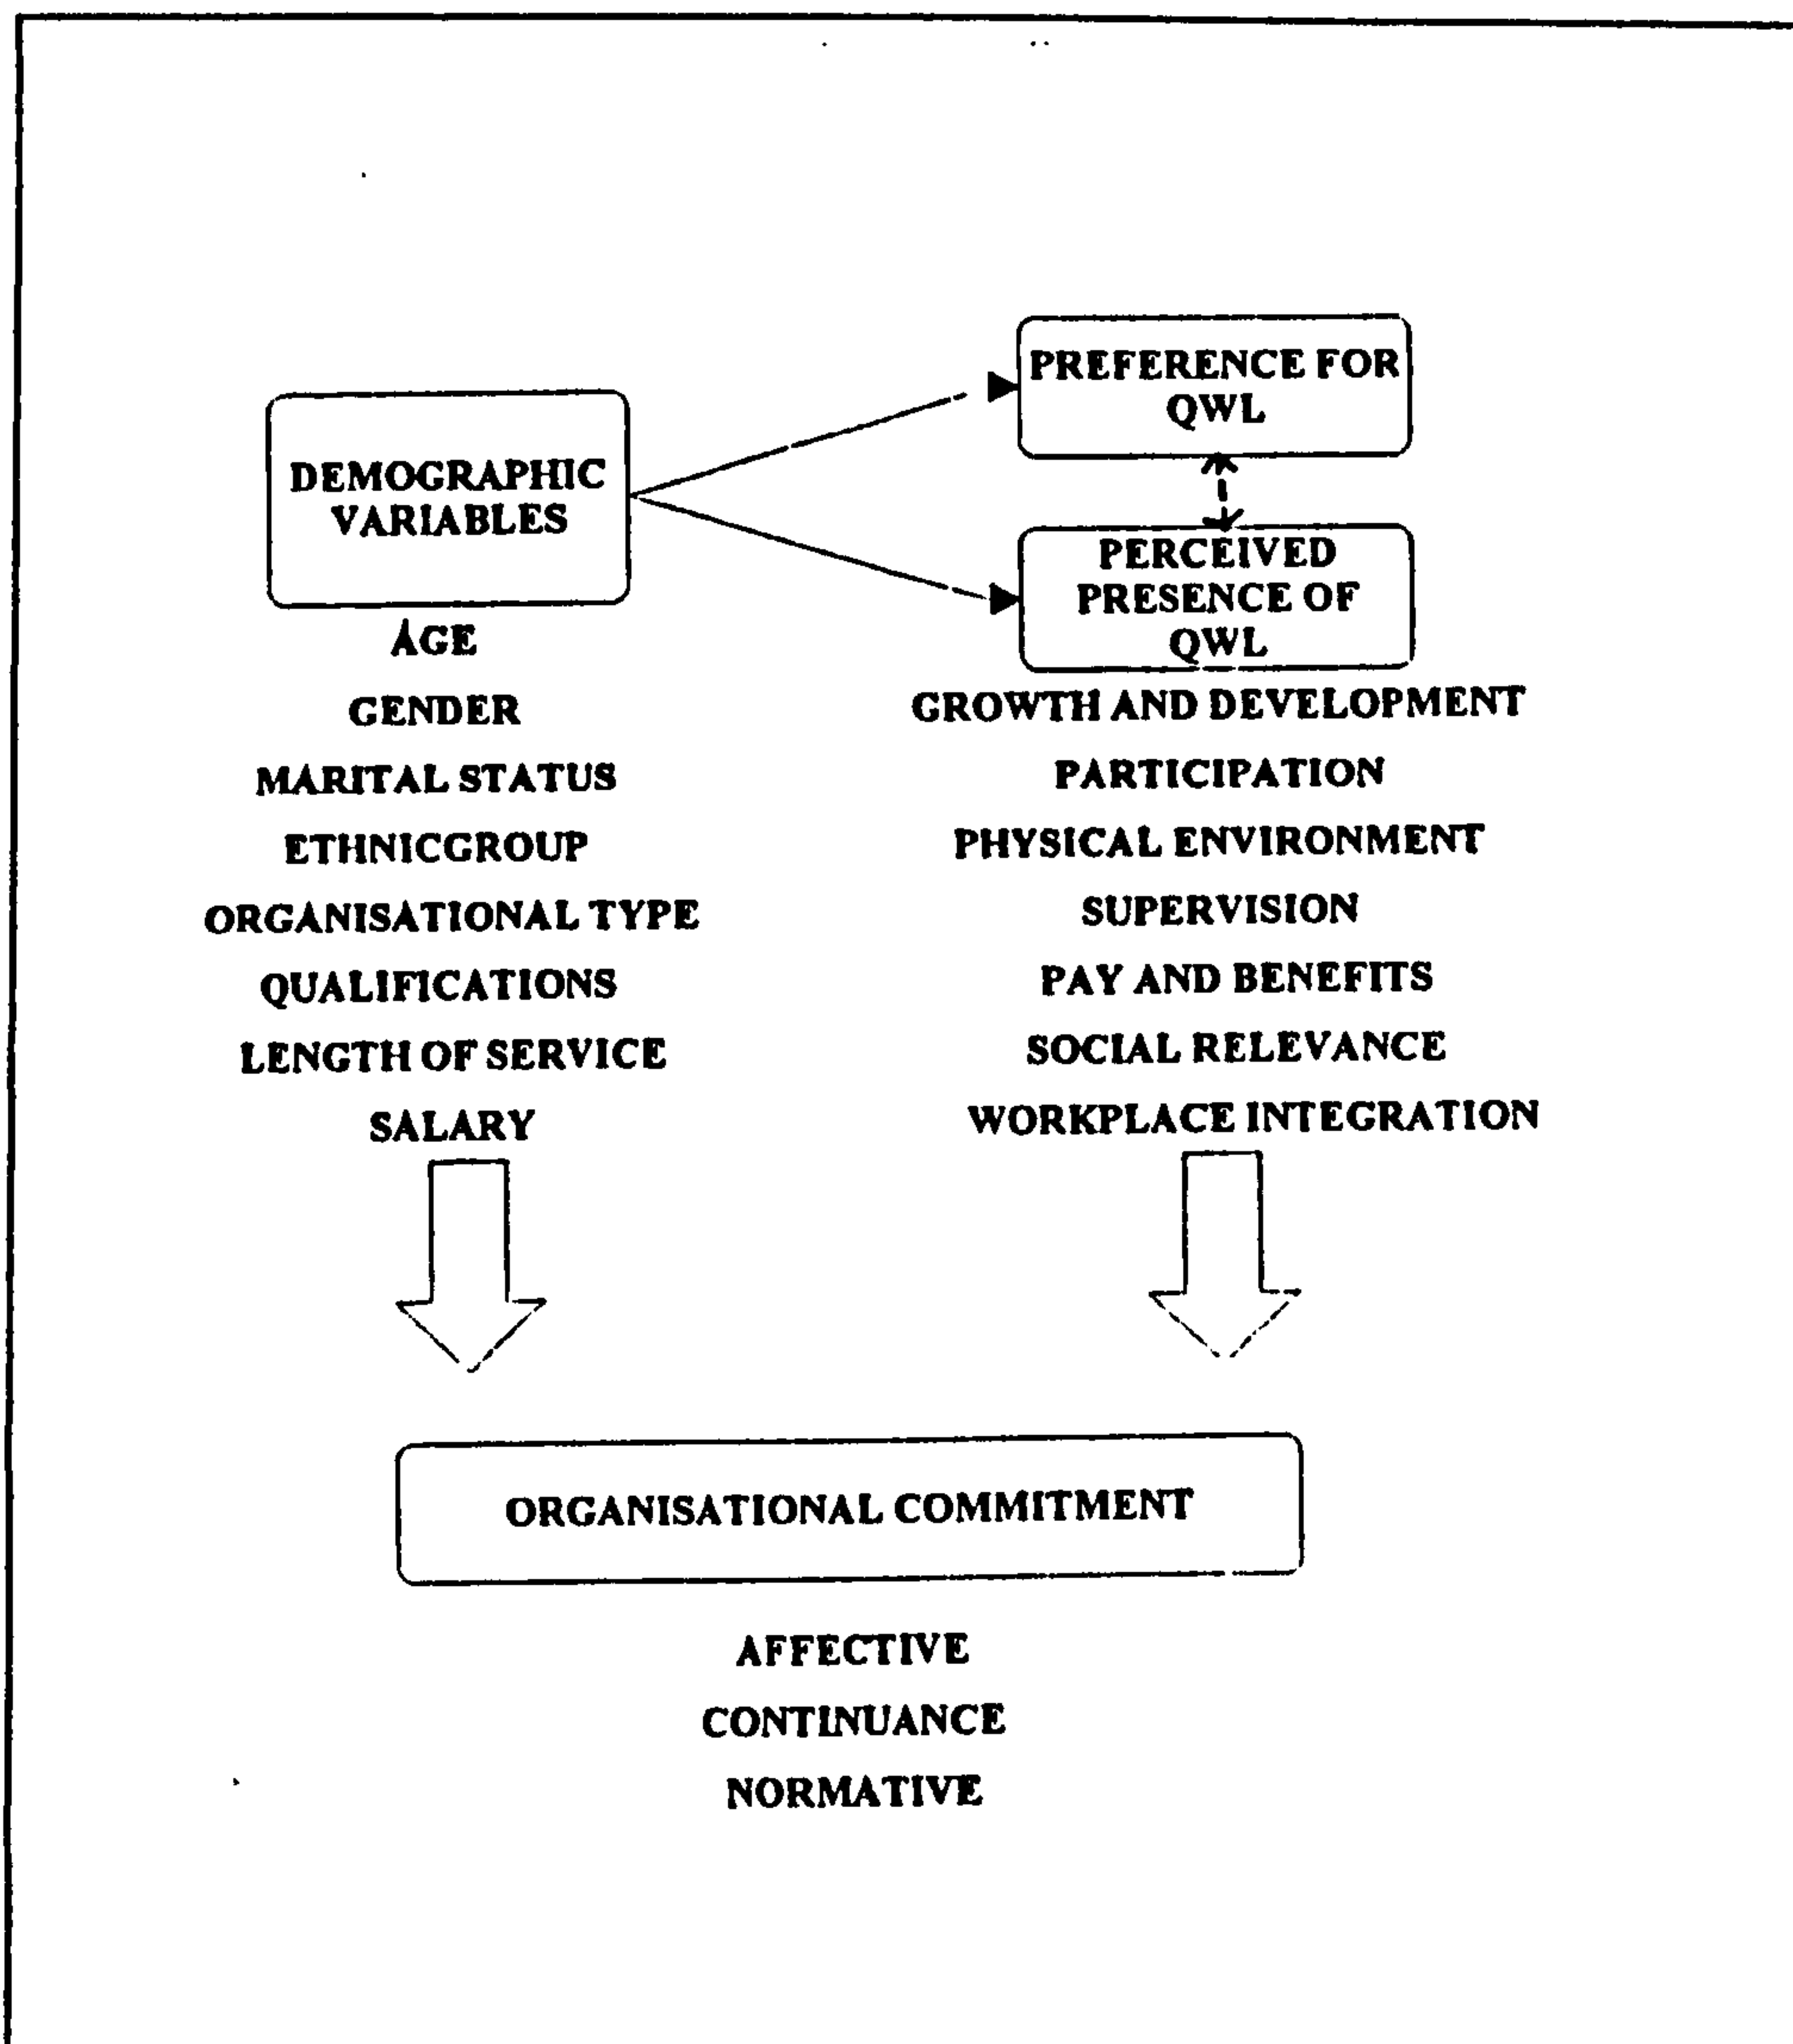 PREFERENCE FOR
QWL
DEMOGRAPHIC
VARIABLES
PERCEIVED
PRESENCE OF
QWL
AGE
GENDER
MARITAL STATUS
ETHNICGROUP
ORGANISATIONAL TYPE
QUALIFICATIONS
LENGTH OF SERVICE
SALARY
GROWTH AND DEVELOPMENT
PARTICIPATION
PHYSICAL ENVIRONMENT
SUPERVISION
PAY AND BENEFITS
SOCIAL RELEVANCE
WORKPLACE INTEGRATION
ORGANISATIONAL COMMITMENT
AFFECTIVE
CONTINUANCE
NORMATIVE